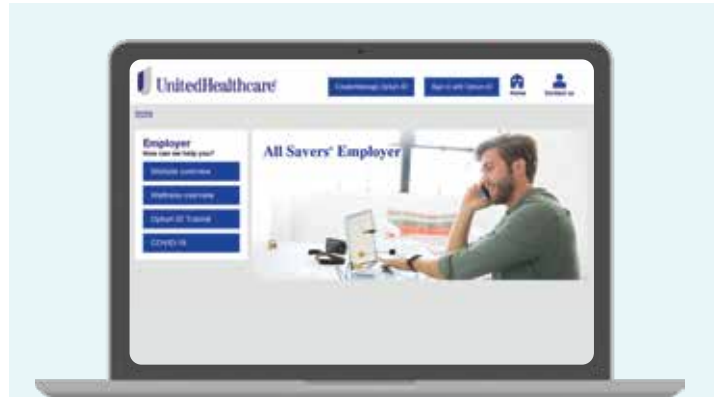 UnitedHealthcare®
Create/Manage Optum ID
Sign in with Optum ID
Home
Contact us
Home
Employer
How can we help you?
Website overview
Wellness overview
Optum ID Tutorial
COVID-19
All Savers® Employer